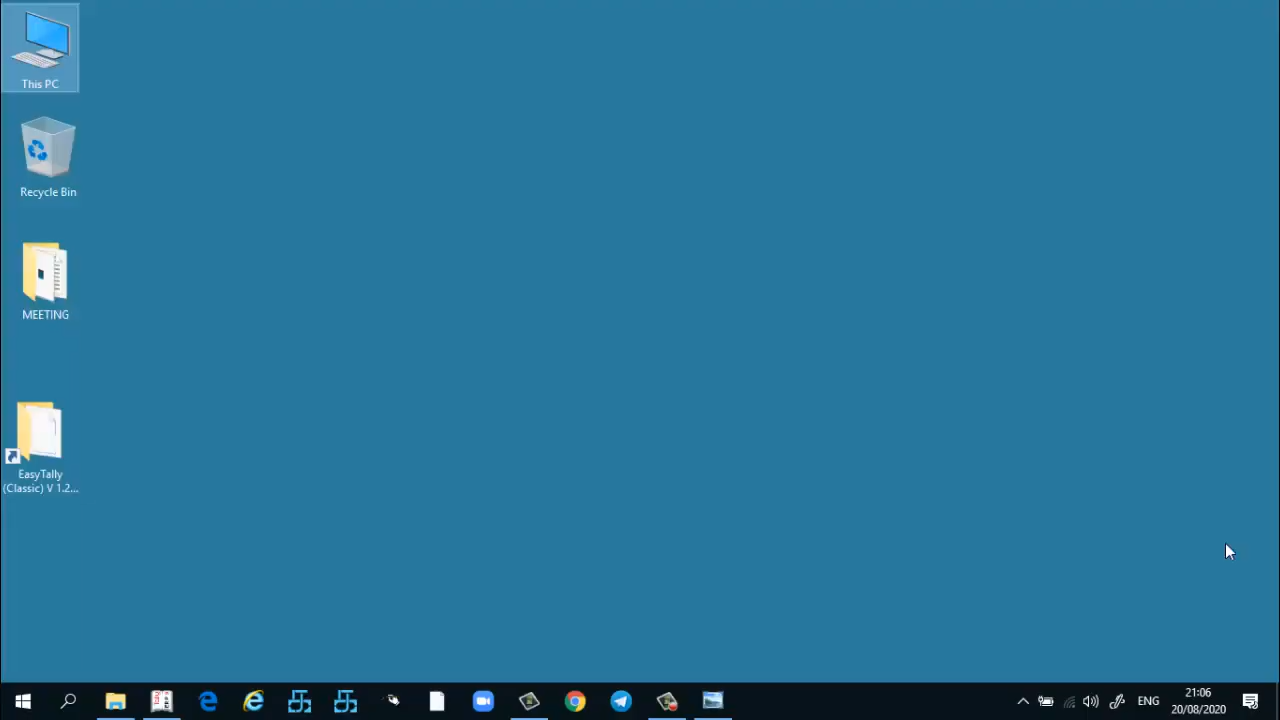 This PC
Recycle Bin
MEETING
EasyTally
(Classic) V 1.2...
ENG
21:06
20/08/2020